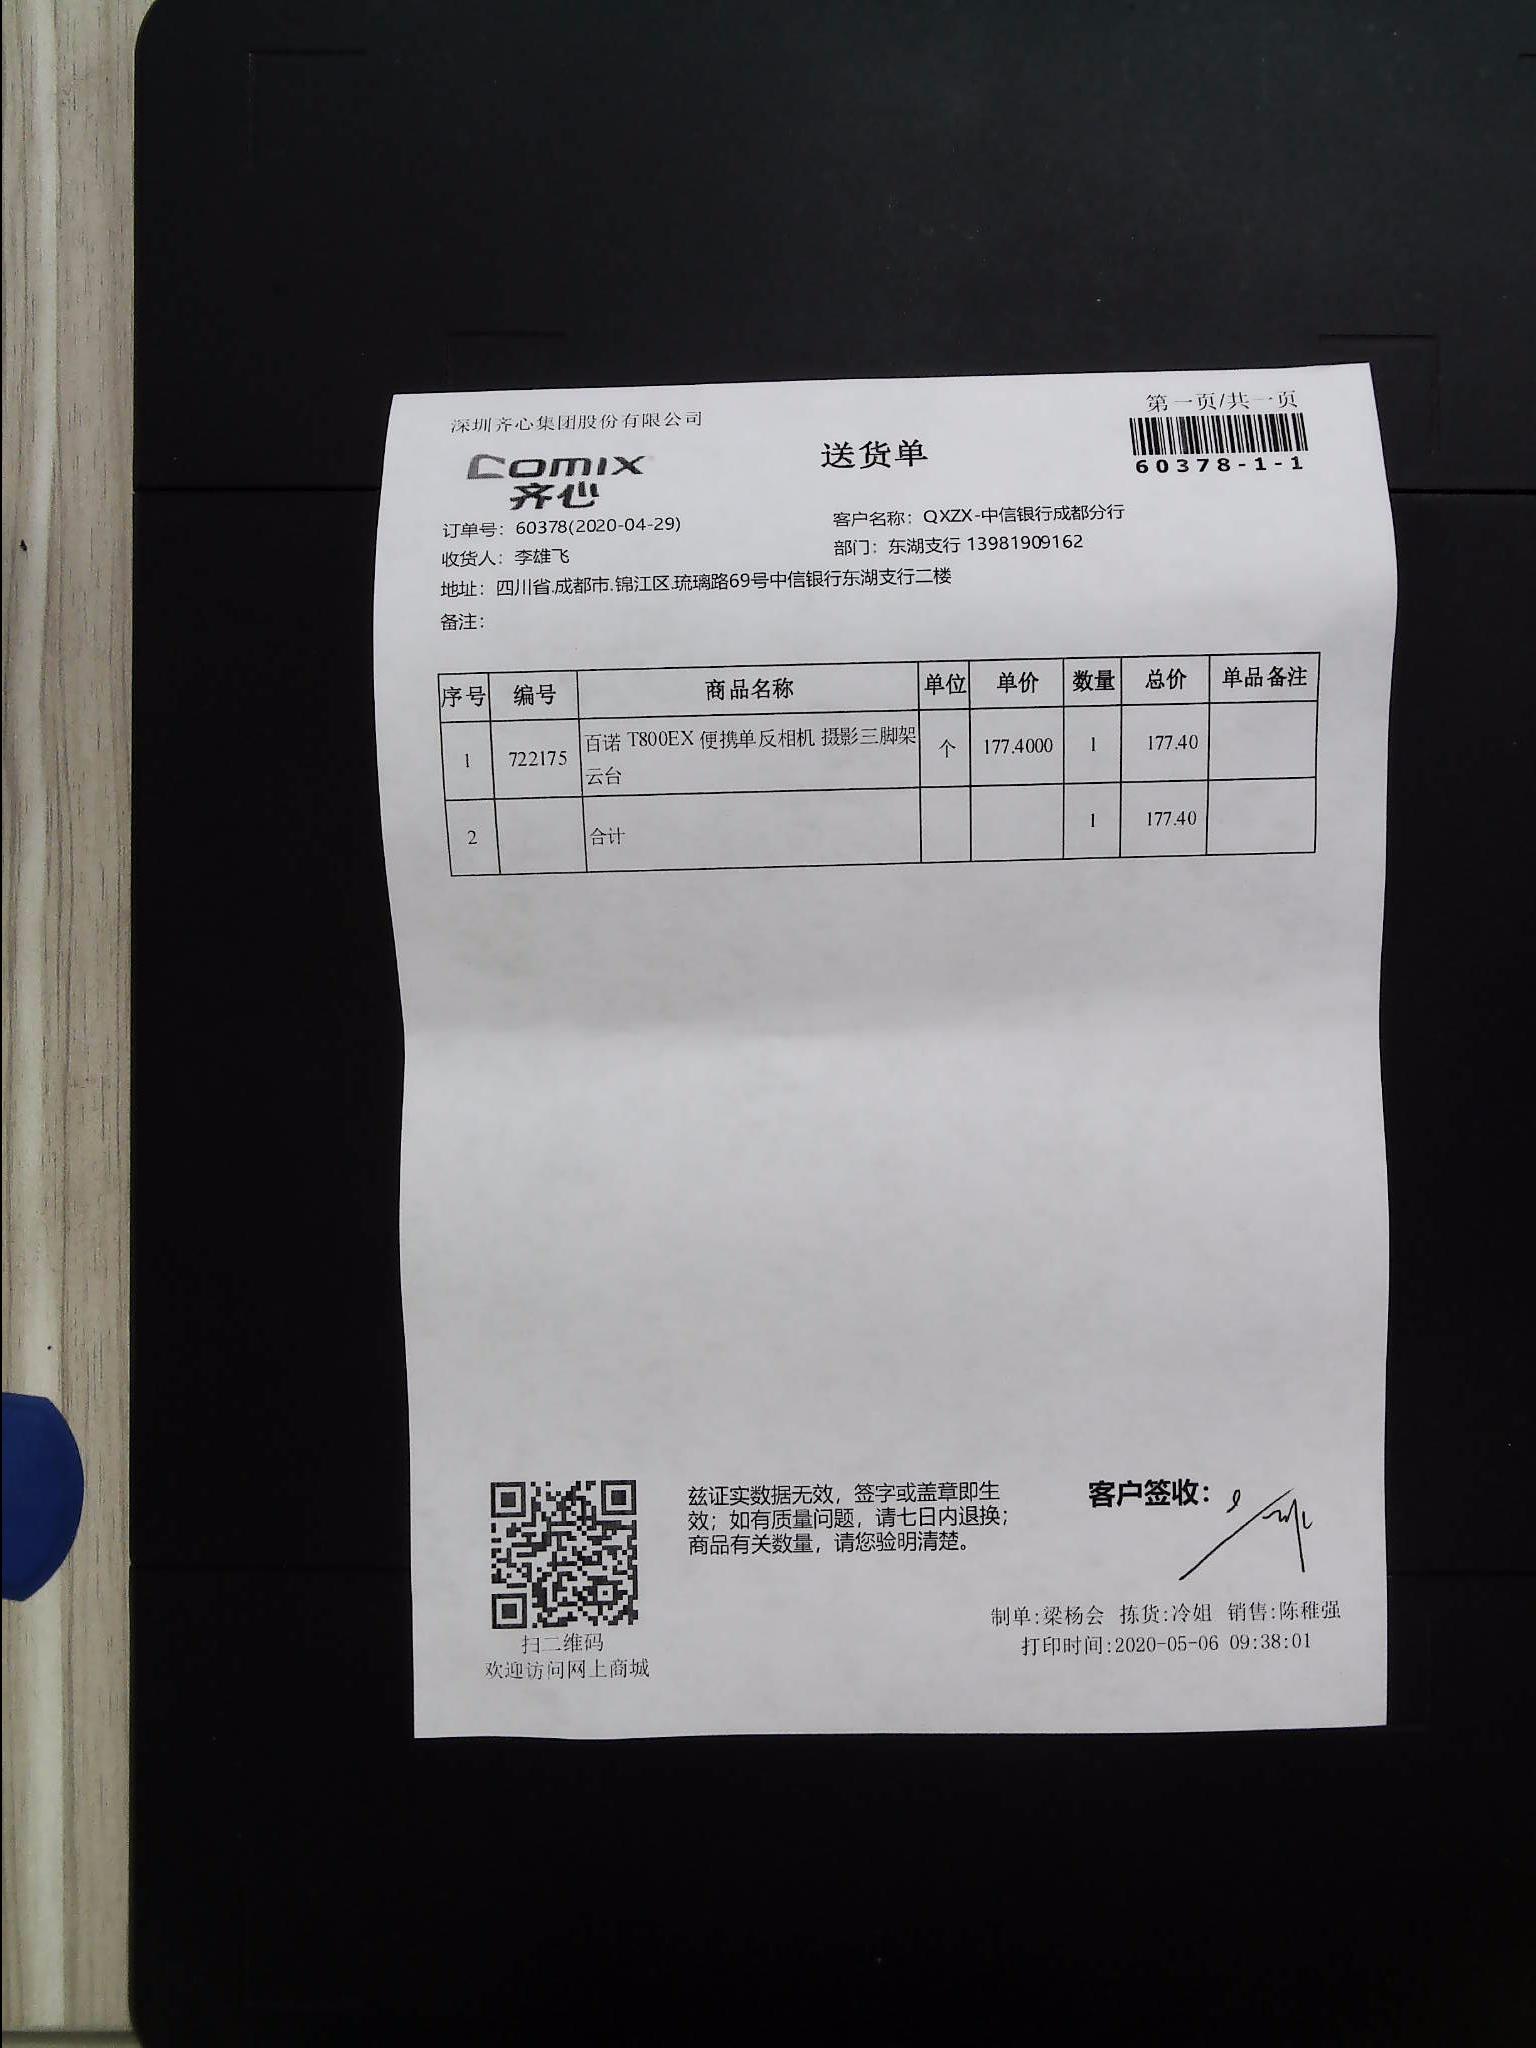 深圳齐心集团股份有限公司
第一页/共一页
comix
齐心
送货单
60378-1-1
订单号：60378(2020-04-29)
客户名称：QXZX-中信银行成都分行
收货人：李雄飞
部门：东湖支行 13981909162
地址：四川省.成都市.锦江区.琉璃路69号中信银行东湖支行二楼
备注：
序号 编号 商品名称 单位 单价 数量 总价 单品备注
1 722175 百诺 T800EX 便携单反相机 摄影三脚架 个 177.4000 1 177.40
云台
2 合计 1 177.40
兹证实数据无效，签字或盖章即生
效；如有质量问题，请七日内退换；
商品有关数量，请您验明清楚。
客户签收：
扫二维码
欢迎访问网上商城
制单:梁杨会 拣货:冷姐 销售:陈稚强
打印时间:2020-05-06 09:38:01